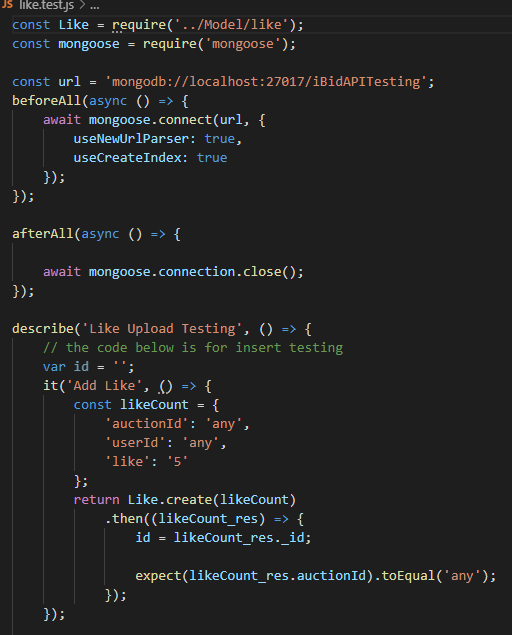 JS like.test.js > ...
const Like = require('../Model/like');
const mongoose = require('mongoose');
const url = 'mongodb://localhost:27017/iBidAPITesting';
beforeAll(async () => {
    await mongoose.connect(url, {
        useNewUrlParser: true,
        useCreateIndex: true
    });
});
afterAll(async () => {
    await mongoose.connection.close();
});
describe('Like Upload Testing', () => {
    // the code below is for insert testing
    var id = '';
    it('Add Like', () => {
        const likeCount = {
            'auctionId': 'any',
            'userId': 'any',
            'like': '5'
        };
        return Like.create(likeCount)
            .then((likeCount_res) => {
                id = likeCount_res._id;
                expect(likeCount_res.auctionId).toEqual('any');
            });
    });